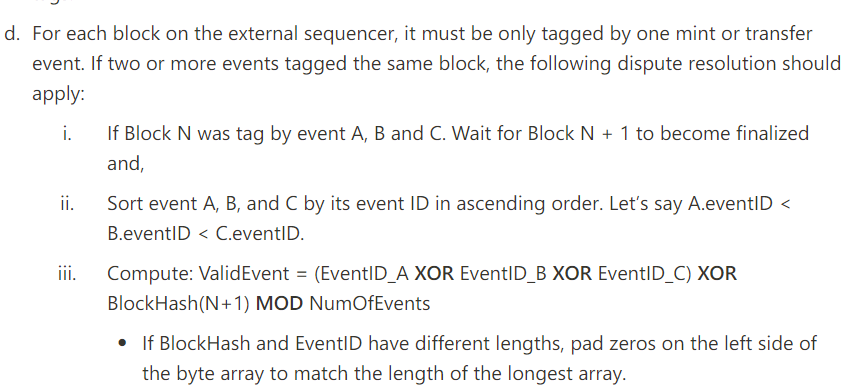 d. For each block on the external sequencer, it must be only tagged by one mint or transfer
event. If two or more events tagged the same block, the following dispute resolution should
apply:
i. If Block N was tag by event A, B and C. Wait for Block N + 1 to become finalized
and,
ii. Sort event A, B, and C by its event ID in ascending order. Let’s say A.eventID <
B.eventID < C.eventID.
iii. Compute: ValidEvent = (EventID_A XOR EventID_B XOR EventID_C) XOR
BlockHash(N+1) MOD NumOfEvents
• If BlockHash and EventID have different lengths, pad zeros on the left side of
the byte array to match the length of the longest array.